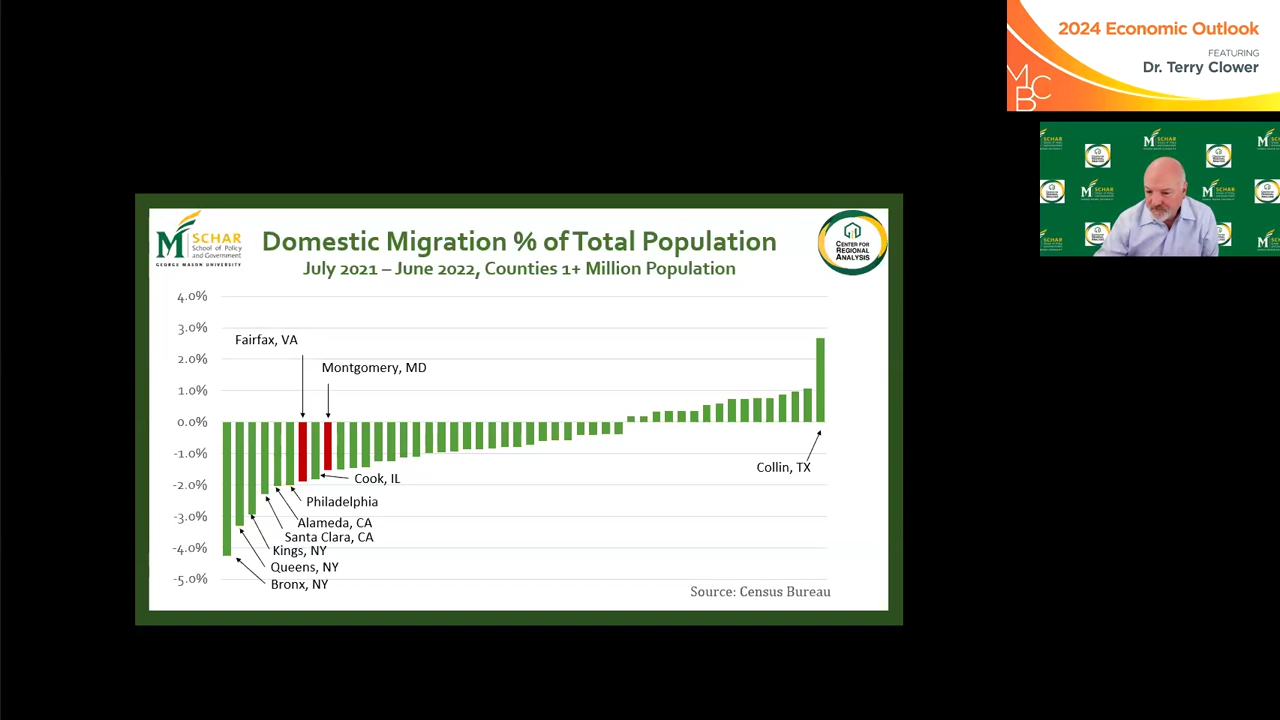 2024 Economic Outlook
FEATURING
Dr. Terry Clower
MCB
M SCHAR
School of Policy
and Government
GEORGE MASON UNIVERSITY
Domestic Migration % of Total Population
July 2021 – June 2022, Counties 1+ Million Population
CENTER FOR
REGIONAL
ANALYSIS
4.0%
3.0%
2.0%
1.0%
0.0%
-1.0%
-2.0%
-3.0%
-4.0%
-5.0%
Fairfax, VA
Montgomery, MD
Collin, TX
Cook, IL
Philadelphia
Alameda, CA
Santa Clara, CA
Kings, NY
Queens, NY
Bronx, NY
Source: Census Bureau
M SCHAR